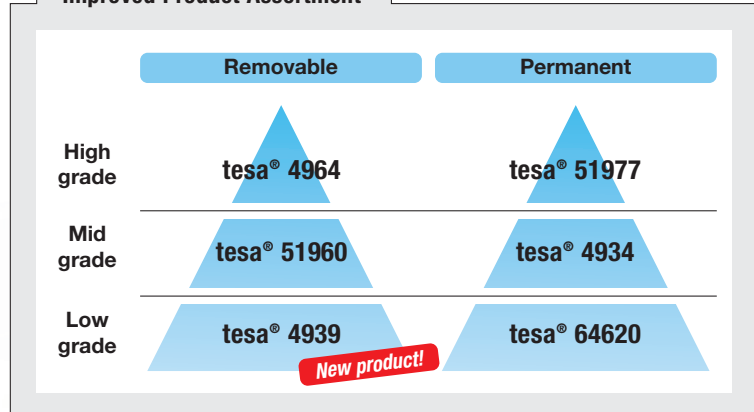 Improved Product Assortment
Removable Permanent
High
grade
tesa® 4964 tesa® 51977
Mid
grade
tesa® 51960 tesa® 4934
Low
grade
tesa® 4939 tesa® 64620
New product!